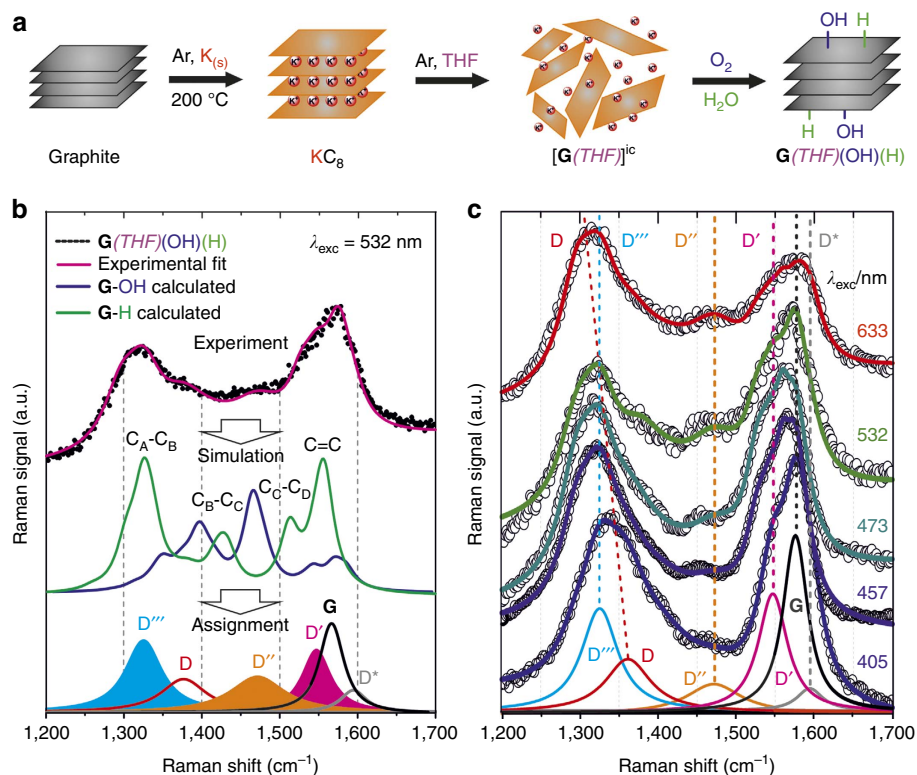 a
Ar, K(s)
200 °C
Ar, THF
O2
H2O
OH H
H OH
K+ K+ K+ K+
K+ K+ K+ K+
K+ K+ K+ K+
Graphite
KC8
[G(THF)]ic
G(THF)(OH)(H)
b
G(THF)(OH)(H)
Experimental fit
G-OH calculated
G-H calculated
λexc = 532 nm
Experiment
Simulation
CA-CB
CB-CC
CC-CD
C=C
Assignment
D′′′
D
D′′
D′
G
D*
Raman signal (a.u.)
1,200 1,300 1,400 1,500 1,600 1,700
Raman shift (cm−1)
c
D D′′′ D′′ D′ D*
λexc/nm
633
532
473
457
405
D′′′ D D′′ D′ G
Raman signal (a.u.)
1,200 1,300 1,400 1,500 1,600 1,700
Raman shift (cm−1)